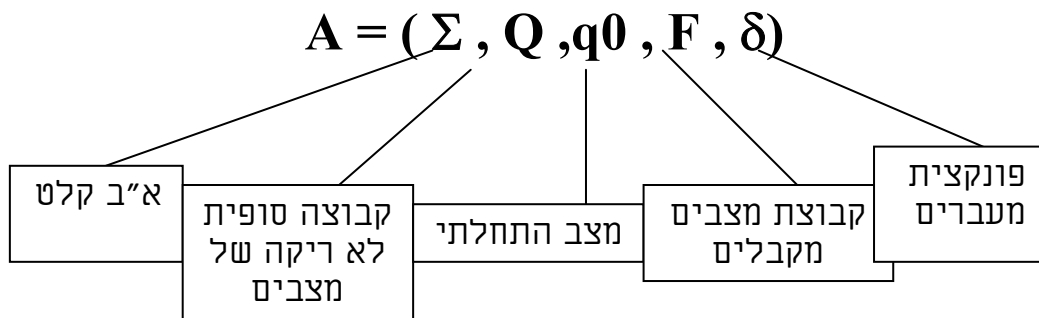 A = ( Σ , Q ,q0 , F , δ)
פונקצית
מעברים
קבוצת מצבים
מקבלים
מצב התחלתי
קבוצה סופית
לא ריקה של
מצבים
א״ב קלט